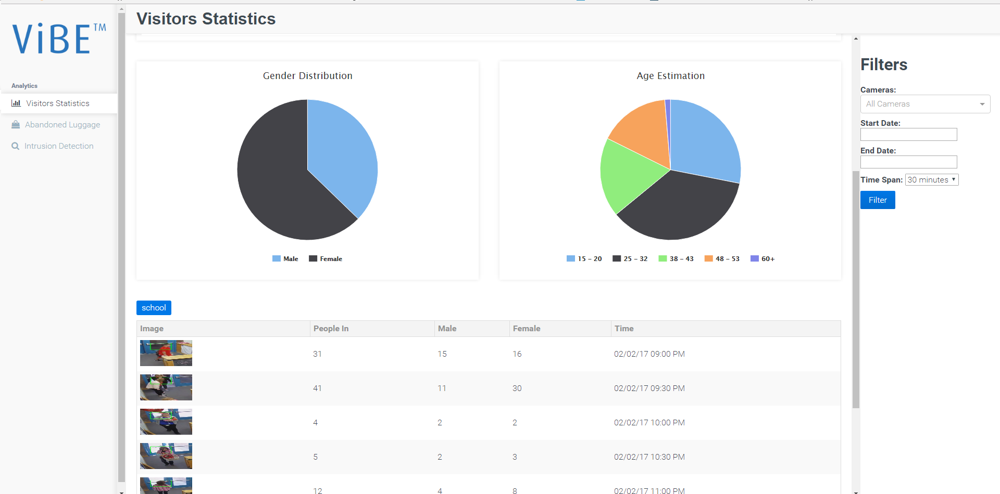 ViBE™
Visitors Statistics
Analytics
Visitors Statistics
Abandoned Luggage
Intrusion Detection
Gender Distribution
Male Female
Age Estimation
15 – 20 25 – 32 38 – 43 48 – 53 60+
Filters
Cameras:
All Cameras
Start Date:
End Date:
Time Span: 30 minutes
Filter
school
Image People In Male Female Time
31 15 16 02/02/17 09:00 PM
41 11 30 02/02/17 09:30 PM
4 2 2 02/02/17 10:00 PM
5 2 3 02/02/17 10:30 PM
12 4 8 02/02/17 11:00 PM